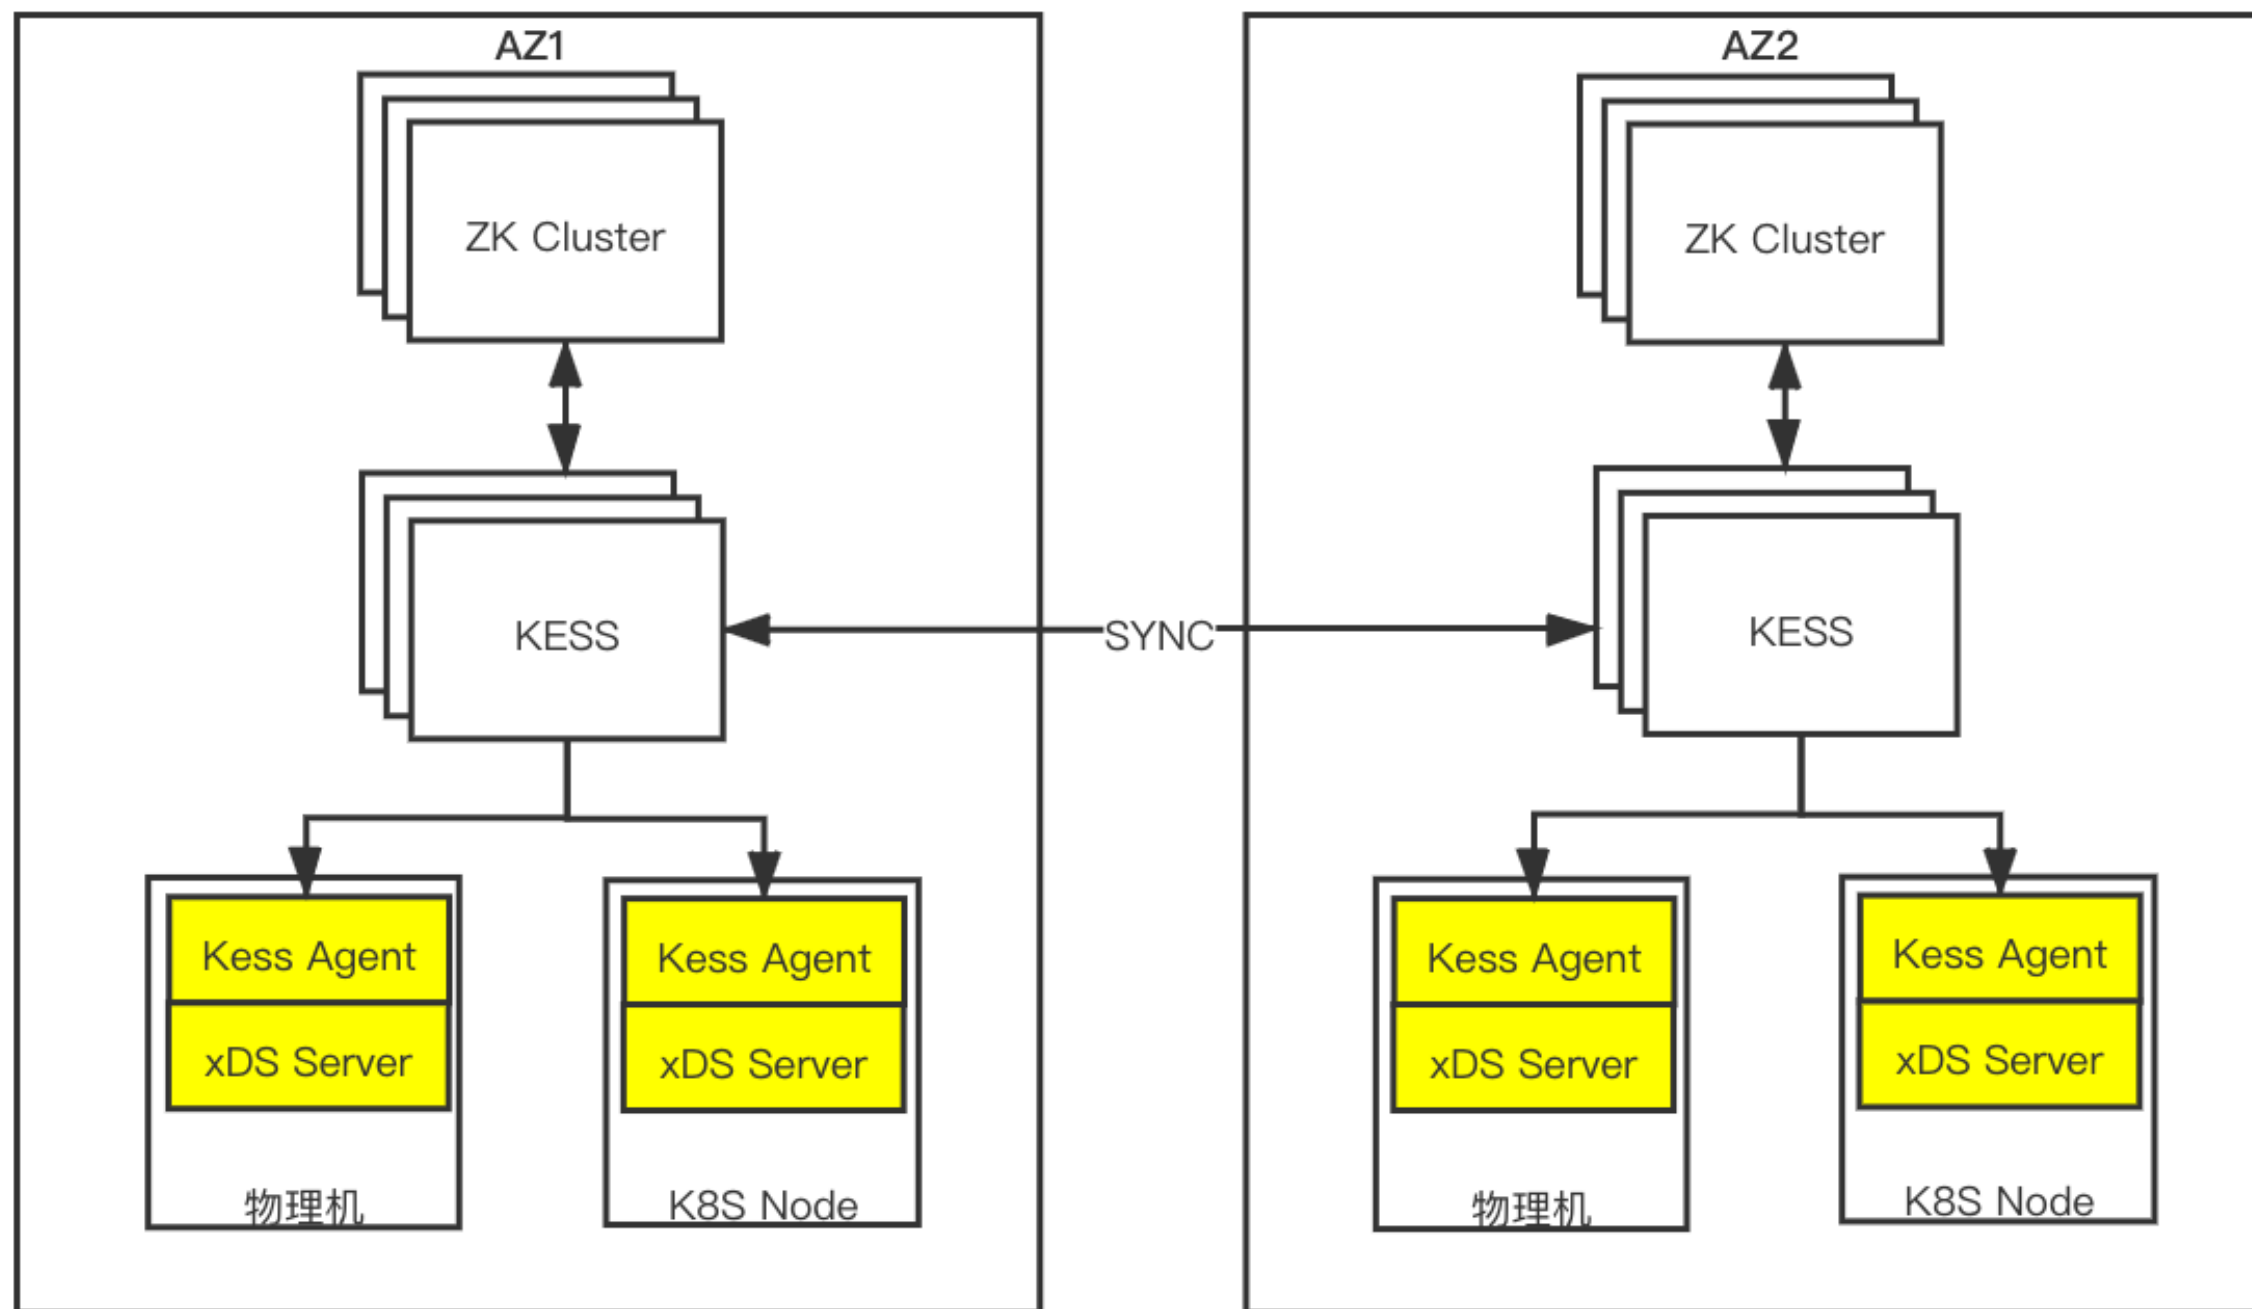 AZ1
ZK Cluster
KESS
Kess Agent
xDS Server
物理机
Kess Agent
xDS Server
K8S Node
SYNC
AZ2
ZK Cluster
KESS
Kess Agent
xDS Server
物理机
Kess Agent
xDS Server
K8S Node